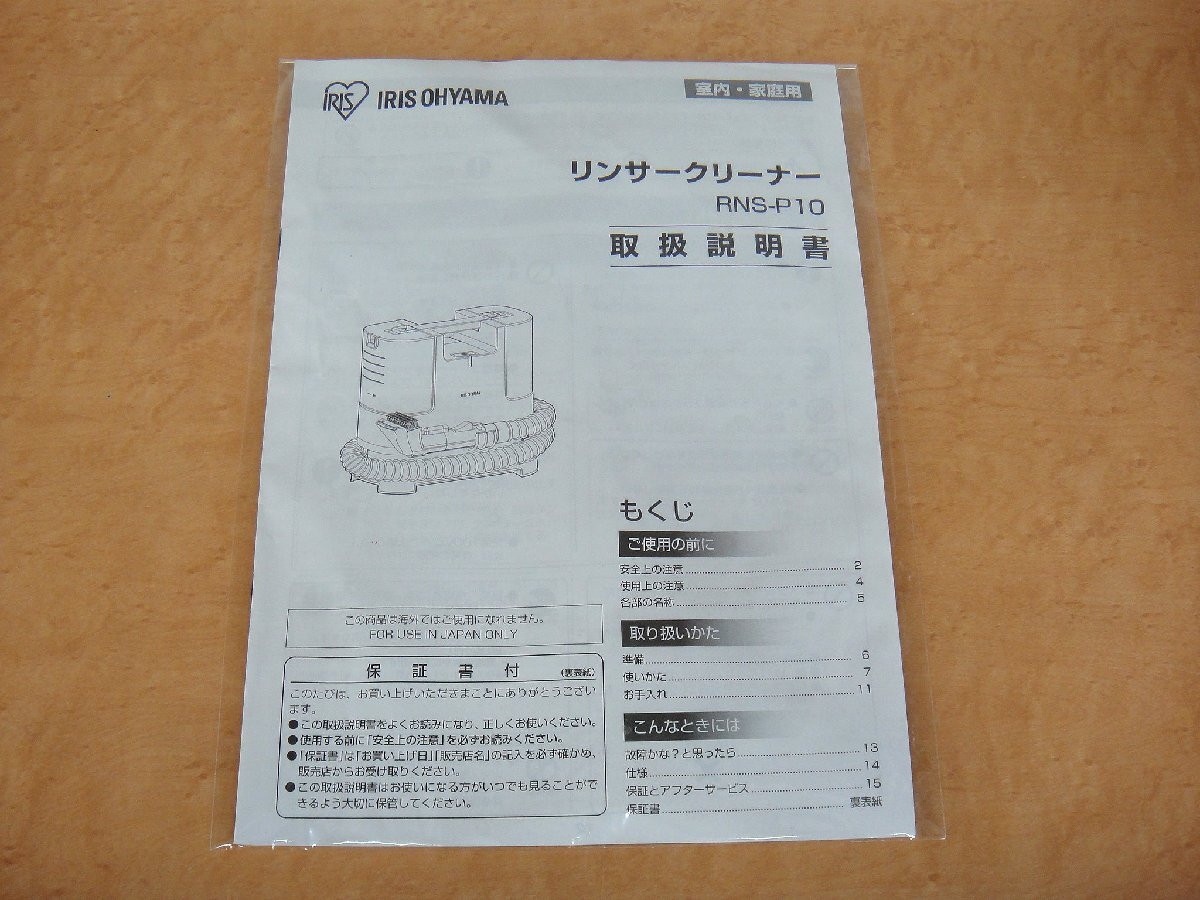 IRIS IRIS OHYAMA
室内・家庭用
リンサークリーナー
RNS-P10
取扱説明書
もくじ
ご使用の前に
安全上の注意 2
使用上の注意 4
各部の名称 5
取り扱いかた
準備 6
使いかた 7
お手入れ 11
こんなときには
故障かな?と思ったら 13
仕様 14
保証とアフターサービス 15
保証書 裏表紙
この商品は海外ではご使用になれません。
FOR USE IN JAPAN ONLY
保証書付(裏表紙)
このたびは、お買い上げいただきまことにありがとうござい
ます。
●この取扱説明書をよくお読みになり、正しくお使いください。
●使用する前に「安全上の注意」を必ずお読みください。
●「保証書」は「お買い上げ日」「販売店名」の記入を必ず確かめ、
販売店からお受け取りください。
●この取扱説明書はお使いになる方がいつでも見ることがで
きるよう大切に保管してください。